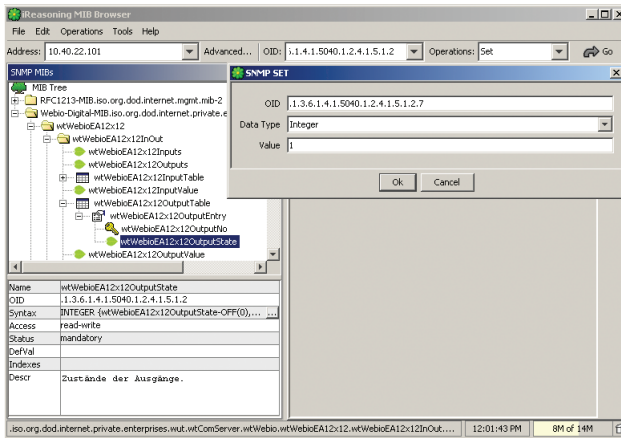 iReasoning MIB Browser
File Edit Operations Tools Help
Address: 10.40.22.101 Advanced... OID: .1.4.1.5040.1.2.4.1.5.1.2 Operations: Set Go
SNMP MIBs
MIB Tree
RFC1213-MIB.iso.org.dod.internet.mgmt.mib-2
Webio-Digital-MIB.iso.org.dod.internet.private.e
wtWebioEA12x12
wtWebioEA12x12InOut
wtWebioEA12x12Inputs
wtWebioEA12x12Outputs
wtWebioEA12x12InputTable
wtWebioEA12x12InputValue
wtWebioEA12x12OutputTable
wtWebioEA12x12OutputEntry
wtWebioEA12x12OutputNo
wtWebioEA12x12OutputState
wtWebioEA12x12OutputValue
SNMP SET
OID .1.3.6.1.4.1.5040.1.2.4.1.5.1.2.7
Data Type Integer
Value 1
Ok Cancel
Name wtWebioEA12x12OutputState
OID .1.3.6.1.4.1.5040.1.2.4.1.5.1.2
Syntax INTEGER {wtWebioEA12x12OutputState-OFF(0),... ...
Access read-write
Status mandatory
DefVal
Indexes
Descr Zustände der Ausgänge.
.iso.org.dod.internet.private.enterprises.wut.wtComServer.wtWebio.wtWebioEA12x12.wtWebioEA12x12InOut.... 12:01:43 PM 8M of 14M